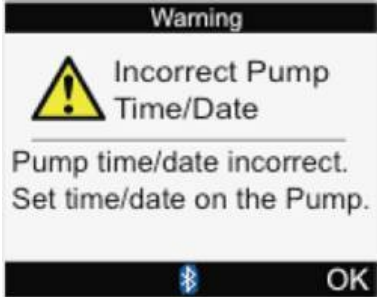 Warning
Incorrect Pump
Time/Date
Pump time/date incorrect.
Set time/date on the Pump.
OK